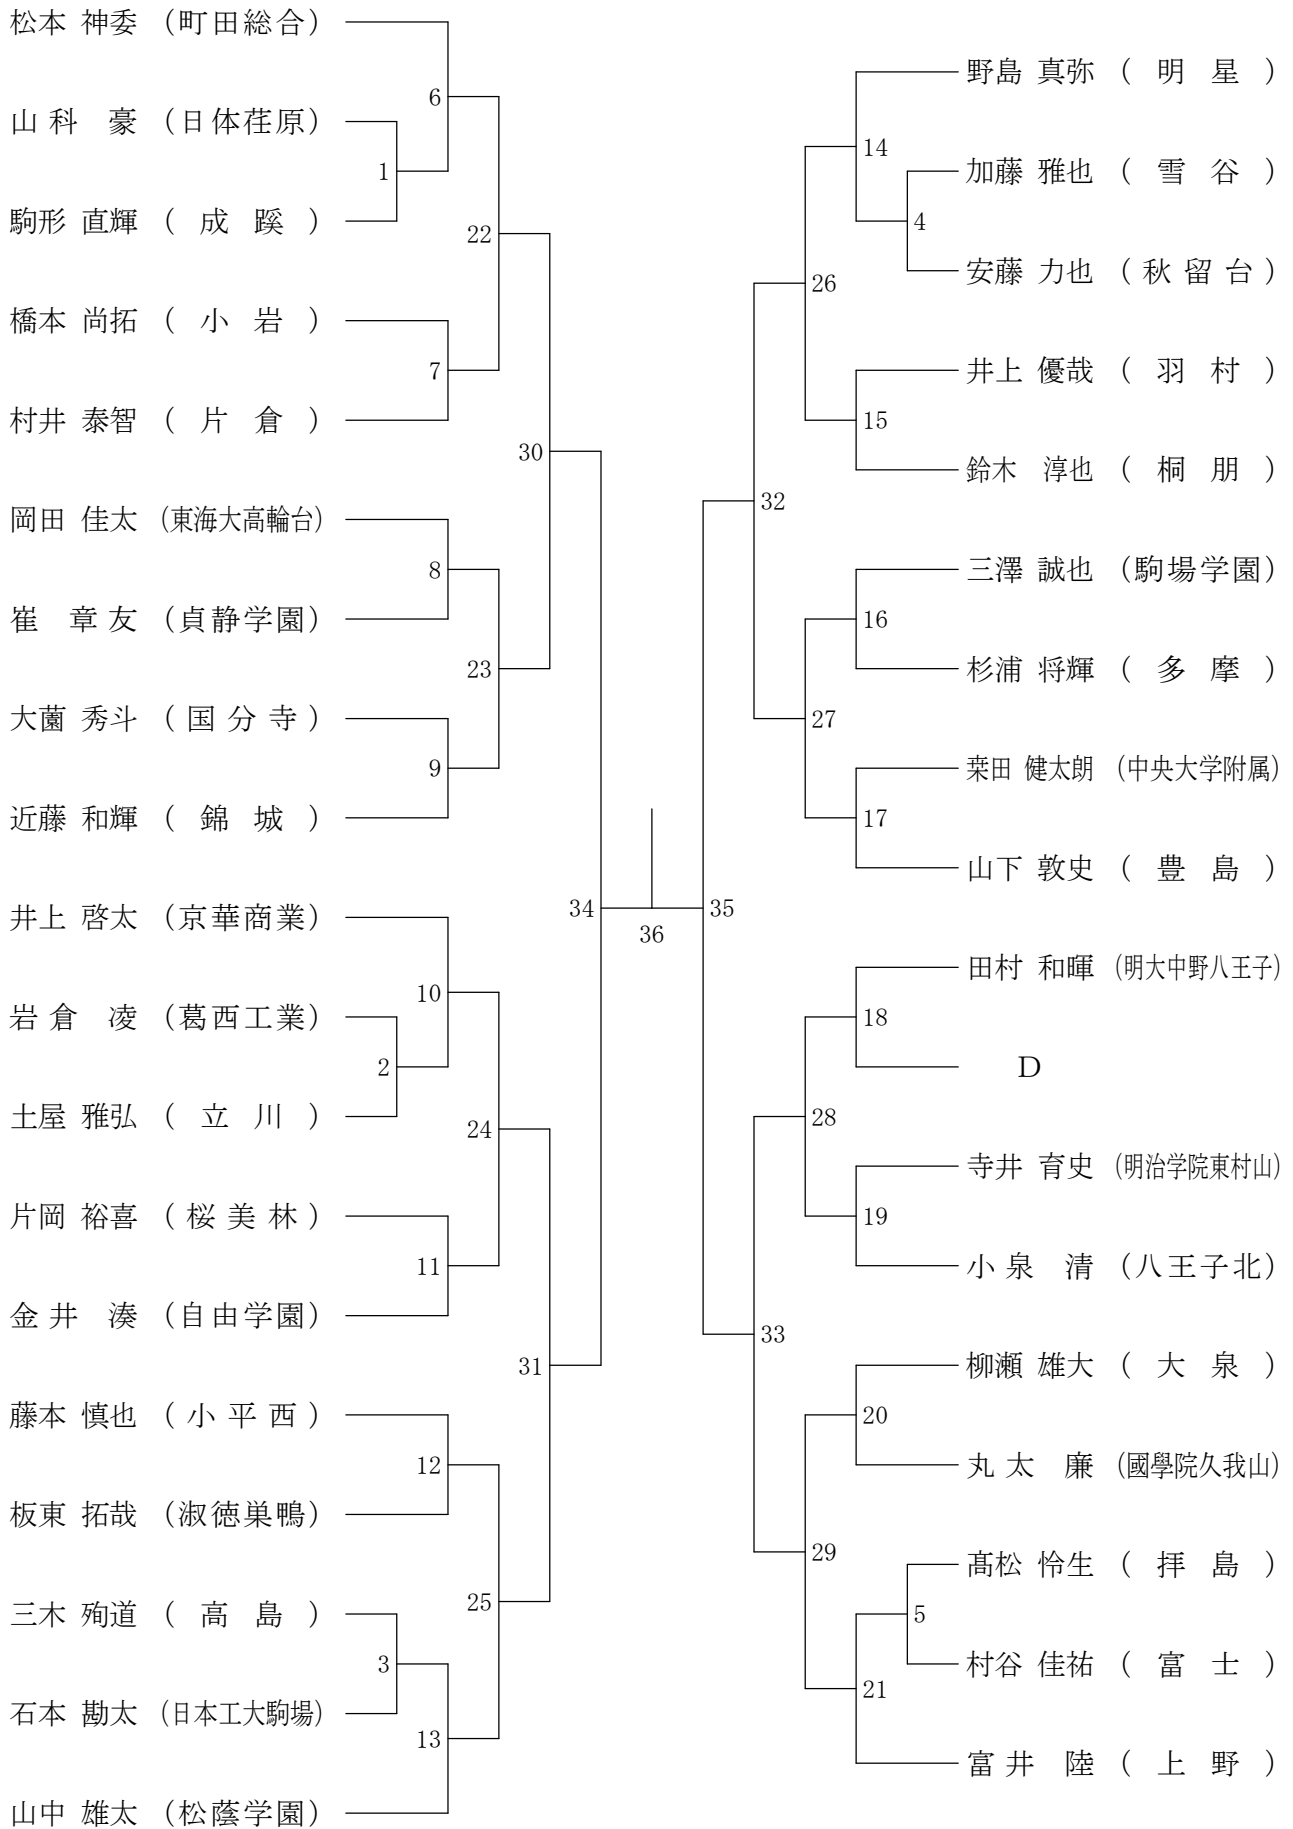 松本 神委 (町田総合)
山科 豪 (日体荏原)
駒形 直輝 (成蹊)
橋本 尚拓 (小岩)
村井 泰智 (片倉)
岡田 佳太 (東海大高輪台)
崔 章友 (貞静学園)
大薗 秀斗 (国分寺)
近藤 和輝 (錦城)
井上 啓太 (京華商業)
岩倉 凌 (葛西工業)
土屋 雅弘 (立川)
片岡 裕喜 (桜美林)
金井 湊 (自由学園)
藤本 慎也 (小平西)
板東 拓哉 (淑徳巣鴨)
三木 殉道 (高島)
石本 勘太 (日本工大駒場)
山中 雄太 (松蔭学園)
1
2
3
6
7
8
9
10
11
12
13
22
23
24
25
30
31
34
36
35
32
33
26
27
28
29
14
15
16
17
18
19
20
21
4
5
野島 真弥 (明星)
加藤 雅也 (雪谷)
安藤 力也 (秋留台)
井上 優哉 (羽村)
鈴木 淳也 (桐朋)
三澤 誠也 (駒場学園)
杉浦 将輝 (多摩)
桒田 健太朗 (中央大学附属)
山下 敦史 (豊島)
田村 和暉 (明大中野八王子)
D
寺井 育史 (明治学院東村山)
小泉 清 (八王子北)
柳瀬 雄大 (大泉)
丸太 廉 (國學院久我山)
髙松 怜生 (拝島)
村谷 佳祐 (富士)
富井 陸 (上野)